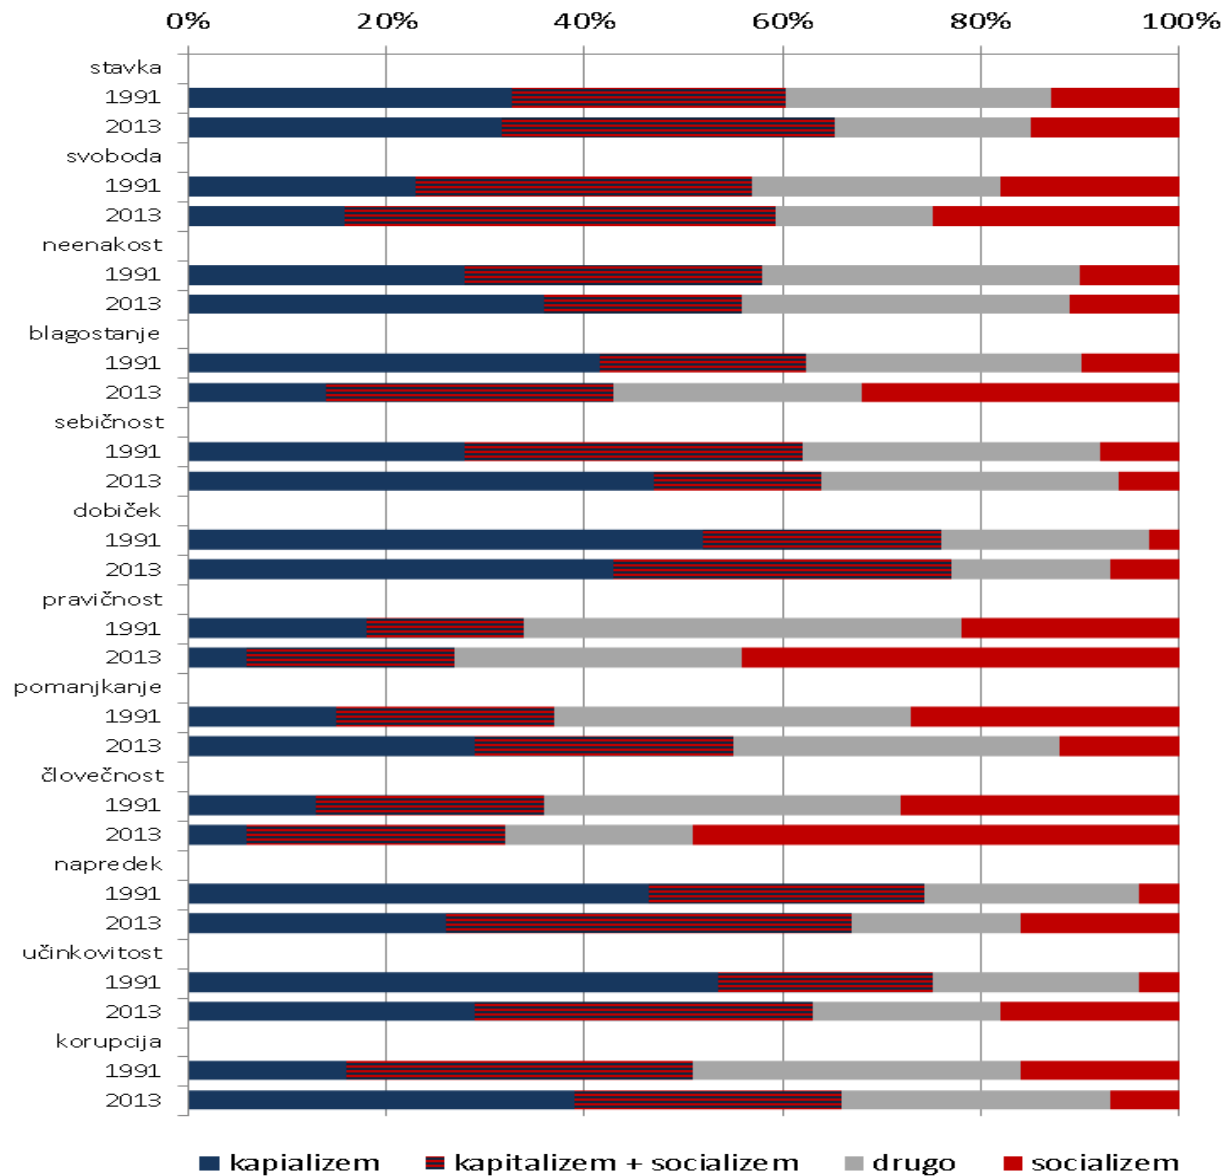 0% 20% 40% 60% 80% 100%
stavka
1991
2013
svoboda
1991
2013
neenakost
1991
2013
blagostanje
1991
2013
sebičnost
1991
2013
dobiček
1991
2013
pravičnost
1991
2013
pomanjkanje
1991
2013
človečnost
1991
2013
napredek
1991
2013
učinkovitost
1991
2013
korupcija
1991
2013
kapializem kapitalizem + socializem drugo socializem